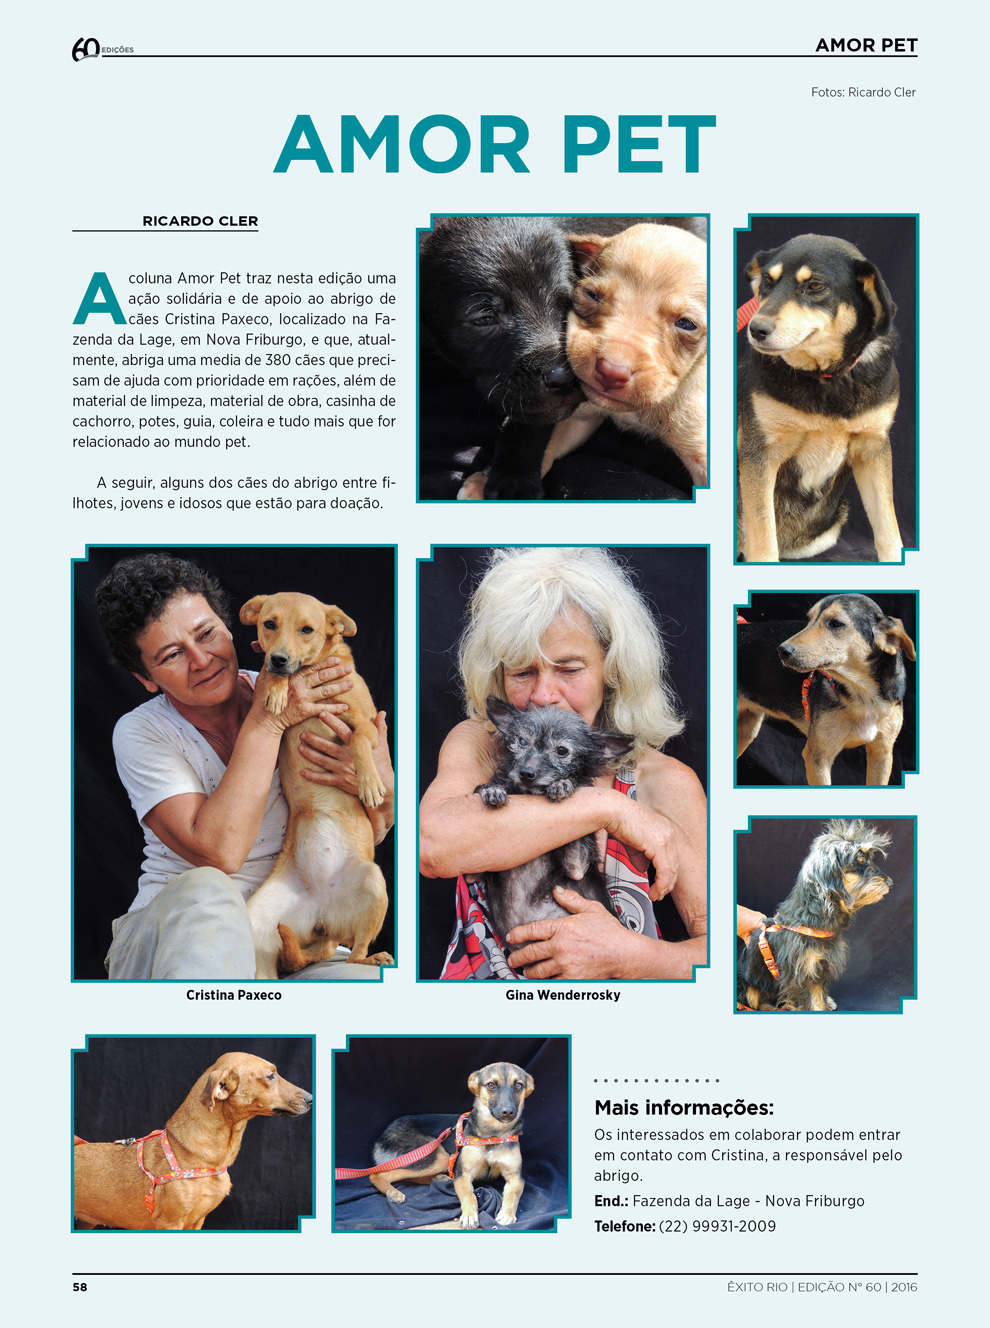 60 EDIÇÕES
AMOR PET
Fotos: Ricardo Cler
AMOR PET
RICARDO CLER
A coluna Amor Pet traz nesta edição uma
ação solidária e de apoio ao abrigo de
cães Cristina Paxeco, localizado na Fa-
zenda da Lage, em Nova Friburgo, e que, atual-
mente, abriga uma media de 380 cães que preci-
sam de ajuda com prioridade em rações, além de
material de limpeza, material de obra, casinha de
cachorro, potes, guia, coleira e tudo mais que for
relacionado ao mundo pet.
A seguir, alguns dos cães do abrigo entre fi-
lhotes, jovens e idosos que estão para doação.
Cristina Paxeco
Gina Wenderrosky
Mais informações:
Os interessados em colaborar podem entrar
em contato com Cristina, a responsável pelo
abrigo.
End.: Fazenda da Lage - Nova Friburgo
Telefone: (22) 99931-2009
58
ÊXITO RIO | EDIÇÃO Nº 60 | 2016